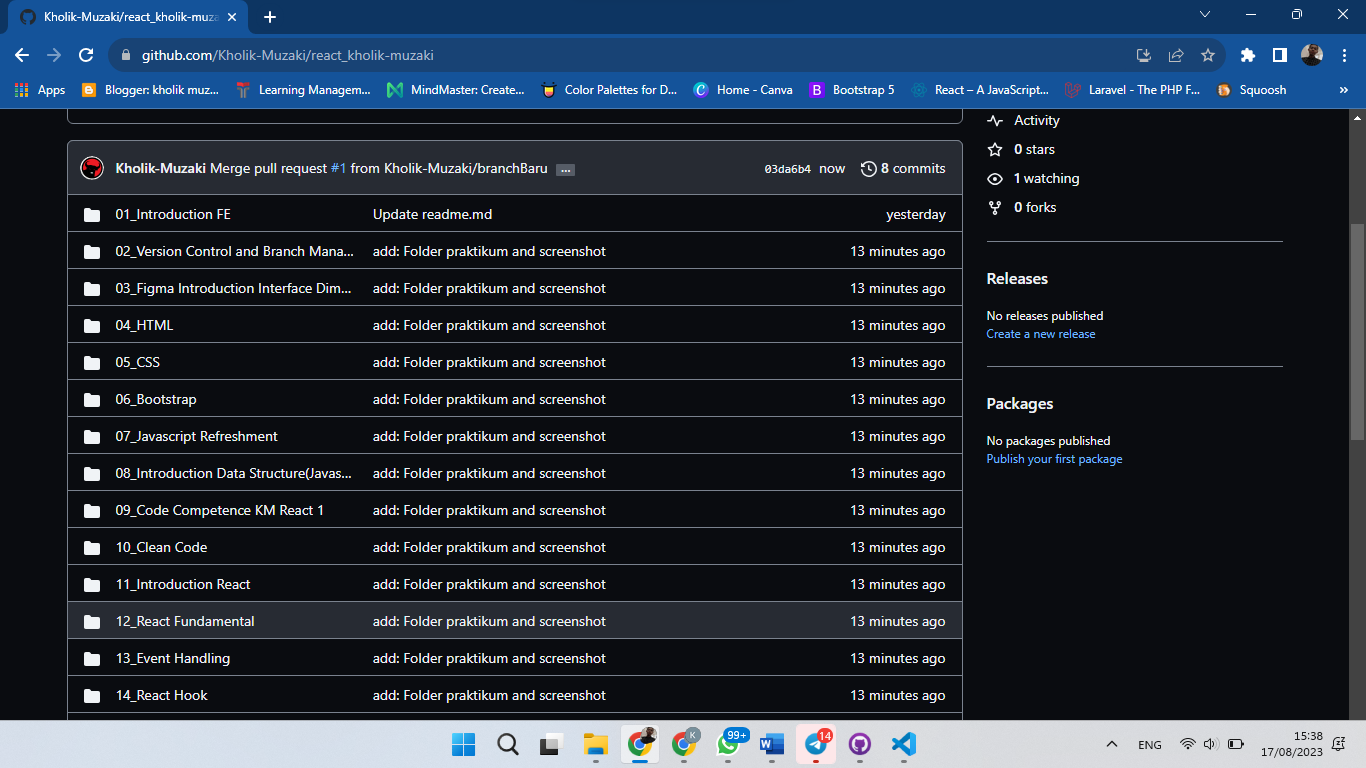 Kholik-Muzaki/react_kholik-muza
github.com/Kholik-Muzaki/react_kholik-muzaki
Apps Blogger: kholik muz... Learning Managem... MindMaster: Create... Color Palettes for D... Home - Canva Bootstrap 5 React – A JavaScript... Laravel - The PHP F... Squoosh »
Kholik-Muzaki Merge pull request #1 from Kholik-Muzaki/branchBaru ... 03da6b4 now 8 commits
01_Introduction FE Update readme.md yesterday
02_Version Control and Branch Mana... add: Folder praktikum and screenshot 13 minutes ago
03_Figma Introduction Interface Dim... add: Folder praktikum and screenshot 13 minutes ago
04_HTML add: Folder praktikum and screenshot 13 minutes ago
05_CSS add: Folder praktikum and screenshot 13 minutes ago
06_Bootstrap add: Folder praktikum and screenshot 13 minutes ago
07_Javascript Refreshment add: Folder praktikum and screenshot 13 minutes ago
08_Introduction Data Structure(Javas... add: Folder praktikum and screenshot 13 minutes ago
09_Code Competence KM React 1 add: Folder praktikum and screenshot 13 minutes ago
10_Clean Code add: Folder praktikum and screenshot 13 minutes ago
11_Introduction React add: Folder praktikum and screenshot 13 minutes ago
12_React Fundamental add: Folder praktikum and screenshot 13 minutes ago
13_Event Handling add: Folder praktikum and screenshot 13 minutes ago
14_React Hook add: Folder praktikum and screenshot 13 minutes ago
Activity
0 stars
1 watching
0 forks
Releases
No releases published
Create a new release
Packages
No packages published
Publish your first package
K
99+
W
14
ENG
15:38
17/08/2023